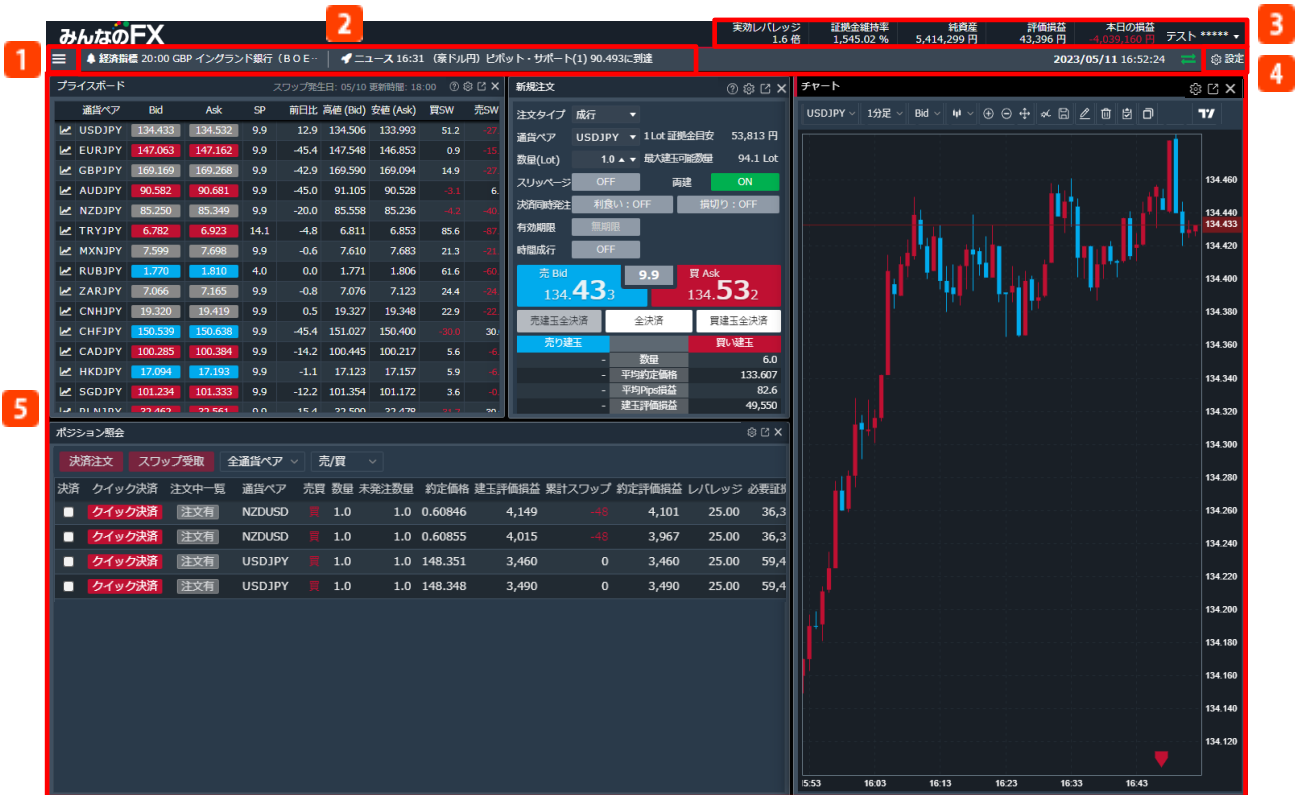 2
3
みんなのFX
実効レバレッジ 証拠金維持率 純資産 評価損益 本日の損益
1.6 倍 1,545.02 % 5,414,299 円 43,396 円 -4,039,160 円 テスト ***** ▼
1
経済指標 20:00 GBP イングランド銀行（ＢＯＥ… ニュース 16:31 （豪ドル円）ピボット・サポート(1) 90.493に到達 2023/05/11 16:52:24 設定
4
プライスボード スワップ発生日: 05/10 更新時間: 18:00
通貨ペア Bid Ask SP 前日比 高値 (Bid) 安値 (Ask) 買SW 売SW
USDJPY 134.433 134.532 9.9 12.9 134.506 133.993 51.2 -27.
EURJPY 147.063 147.162 9.9 -45.4 147.548 146.853 0.9 -15.
GBPJPY 169.169 169.268 9.9 -42.9 169.590 169.094 14.9 -27.
AUDJPY 90.582 90.681 9.9 -45.0 91.105 90.528 -3.1 6.
NZDJPY 85.250 85.349 9.9 -20.0 85.558 85.236 -4.2 -40.
TRYJPY 6.782 6.923 14.1 -4.8 6.811 6.853 85.6 -87.
MXNJPY 7.599 7.698 9.9 -0.6 7.610 7.683 21.3 -21.
RUBJPY 1.770 1.810 4.0 0.0 1.771 1.806 61.6 -60.
ZARJPY 7.066 7.165 9.9 -0.8 7.076 7.123 24.4 -24.
CNHJPY 19.320 19.419 9.9 0.5 19.327 19.348 22.9 -22.
CHFJPY 150.539 150.638 9.9 -45.4 151.027 150.400 -30.0 30.
CADJPY 100.285 100.384 9.9 -14.2 100.445 100.217 5.6 -6.
HKDJPY 17.094 17.193 9.9 -1.1 17.123 17.157 5.9 -6.
SGDJPY 101.234 101.333 9.9 -12.2 101.354 101.172 3.6 -0.
新規注文
注文タイプ 成行 ▼
通貨ペア USDJPY ▼ 1 Lot 証拠金目安 53,813 円
数量(Lot) 1.0 ▲ ▼ 最大建玉可能数量 94.1 Lot
スリッページ OFF 両建 ON
決済同時発注 利食い : OFF 損切り : OFF
有効期限 無期限
時間成行 OFF
売 Bid 9.9 買 Ask
134.433 134.532
売建玉全決済 全決済 買建玉全決済
売り建玉 買い建玉
- 数量 6.0
- 平均約定価格 133.607
- 平均Pips損益 82.6
- 建玉評価損益 49,550
チャート
USDJPY 1分足 Bid
134.460
134.440
134.433
134.420
134.400
134.380
134.360
134.340
134.320
134.300
134.280
134.260
134.240
134.220
134.200
134.180
134.160
134.140
134.120
15:53 16:03 16:13 16:23 16:33 16:43
5
ポジション照会
決済注文 スワップ受取 全通貨ペア 売/買
決済 クイック決済 注文中一覧 通貨ペア 売買 数量 未発注数量 約定価格 建玉評価損益 累計スワップ 約定評価損益 レバレッジ 必要証拠
クイック決済 注文有 NZDUSD 買 1.0 1.0 0.60846 4,149 -48 4,101 25.00 36,3
クイック決済 注文有 NZDUSD 買 1.0 1.0 0.60855 4,015 -48 3,967 25.00 36,3
クイック決済 注文有 USDJPY 買 1.0 1.0 148.351 3,460 0 3,460 25.00 59,4
クイック決済 注文有 USDJPY 買 1.0 1.0 148.348 3,490 0 3,490 25.00 59,4